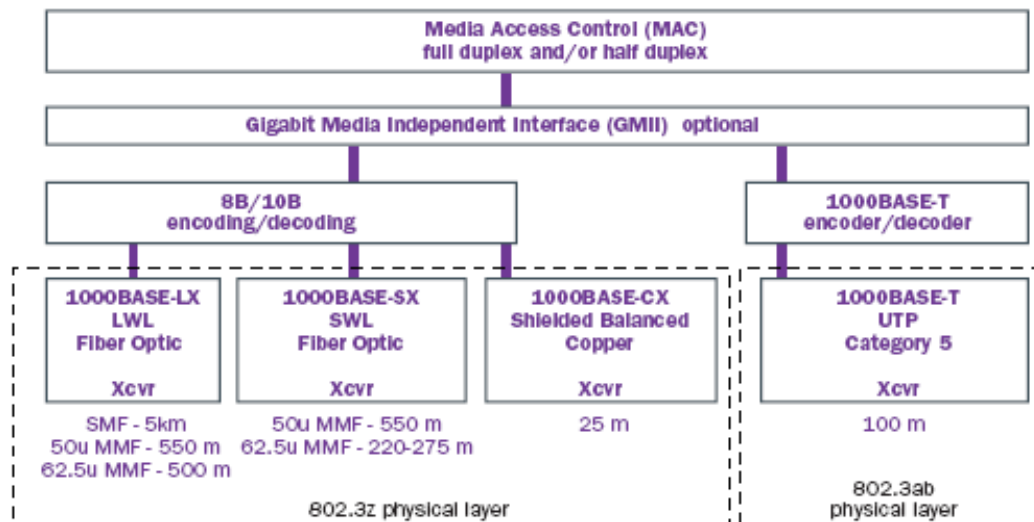 Media Access Control (MAC)
full duplex and/or half duplex
Gigabit Media Independent Interface (GMII) optional
8B/10B
encoding/decoding
1000BASE-T
encoder/decoder
1000BASE-LX
LWL
Fiber Optic
Xcvr
SMF - 5km
50u MMF - 550 m
62.5u MMF - 500 m
1000BASE-SX
SWL
Fiber Optic
Xcvr
50u MMF - 550 m
62.5u MMF - 220-275 m
1000BASE-CX
Shielded Balanced
Copper
Xcvr
25 m
802.3z physical layer
1000BASE-T
UTP
Category 5
Xcvr
100 m
802.3ab
physical layer